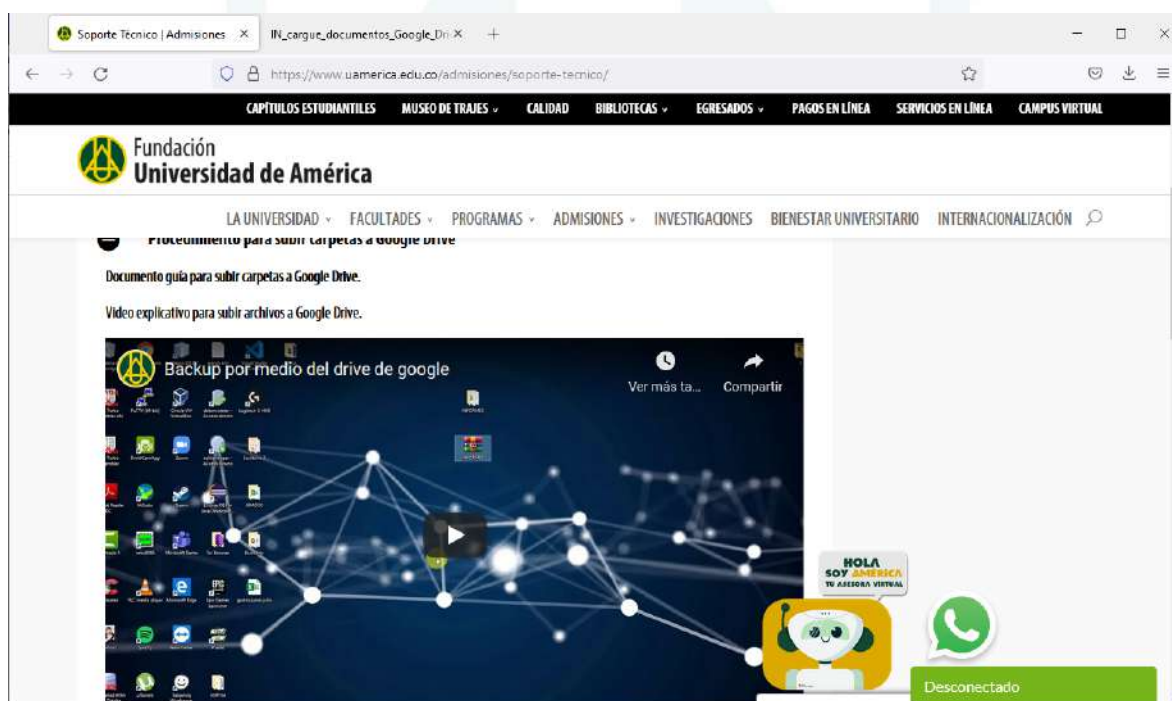 Soporte Técnico | Admisiones
IN_cargue_documentos_Google_Dri
https://www.uamerica.edu.co/admisiones/soporte-tecnico/
CAPÍTULOS ESTUDIANTILES MUSEO DE TRAJES CALIDAD BIBLIOTECAS EGRESADOS PAGOS EN LÍNEA SERVICIOS EN LÍNEA CAMPUS VIRTUAL
Fundación
Universidad de América
LA UNIVERSIDAD FACULTADES PROGRAMAS ADMISIONES INVESTIGACIONES BIENESTAR UNIVERSITARIO INTERNACIONALIZACIÓN
Procedimiento para subir carpetas a Google Drive
Documento guía para subir carpetas a Google Drive.
Video explicativo para subir archivos a Google Drive.
Backup por medio del drive de google
Ver más ta... Compartir
HOLA
SOY AMÉRICA
TU ASESORA VIRTUAL
Desconectado